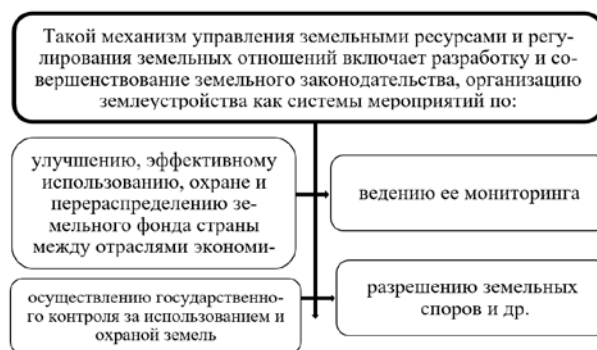 Такой механизм управления земельными ресурсами и регу-
лирования земельных отношений включает разработку и со-
вершенствование земельного законодательства, организацию
землеустройства как системы мероприятий по:
улучшению, эффективному
использованию, охране и
перераспределению зе-
мельного фонда страны
между отраслями экономи-
ведению ее мониторинга
осуществлению государственно-
го контроля за использованием и
охраной земель
разрешению земельных
споров и др.